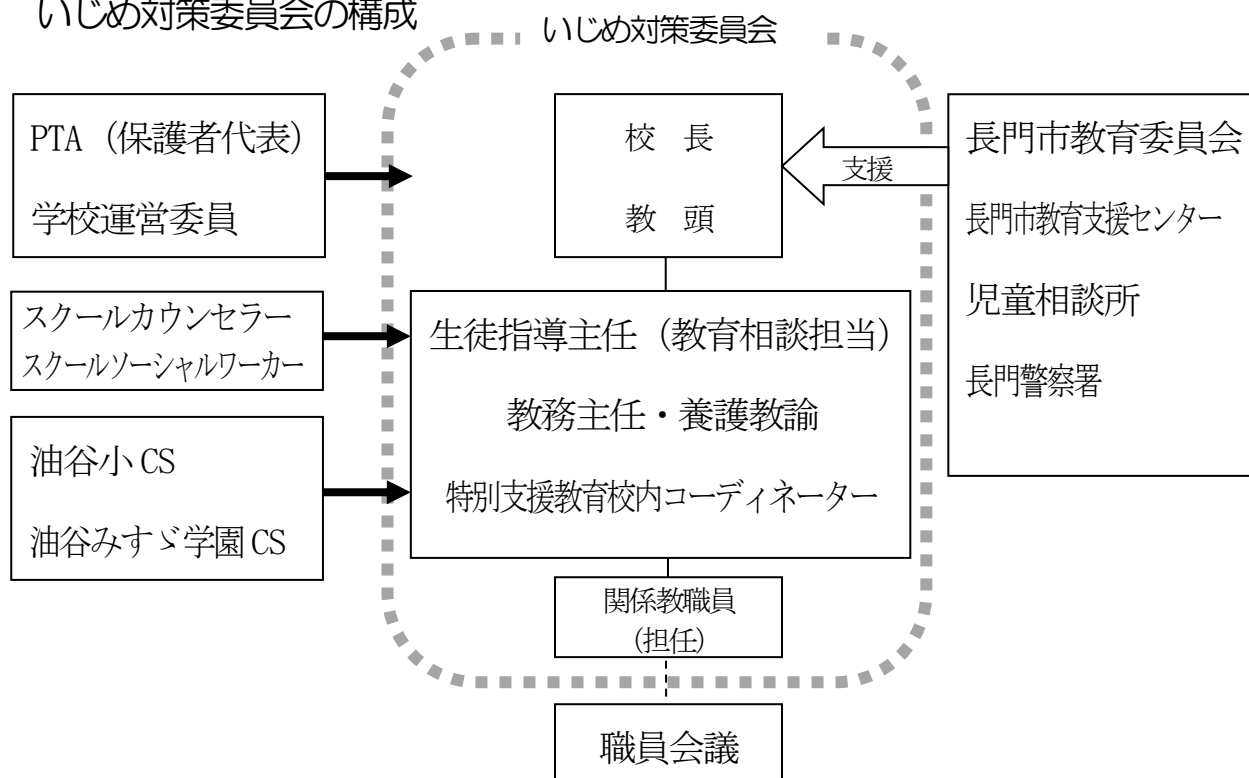 いじめ対策委員会の構成
いじめ対策委員会
PTA（保護者代表）
学校運営委員
スクールカウンセラー
スクールソーシャルワーカー
油谷小CS
油谷みすゞ学園CS
校　長
教　頭
生徒指導主任（教育相談担当）
教務主任・養護教諭
特別支援教育校内コーディネーター
関係教職員
（担任）
職員会議
支援
長門市教育委員会
長門市教育支援センター
児童相談所
長門警察署